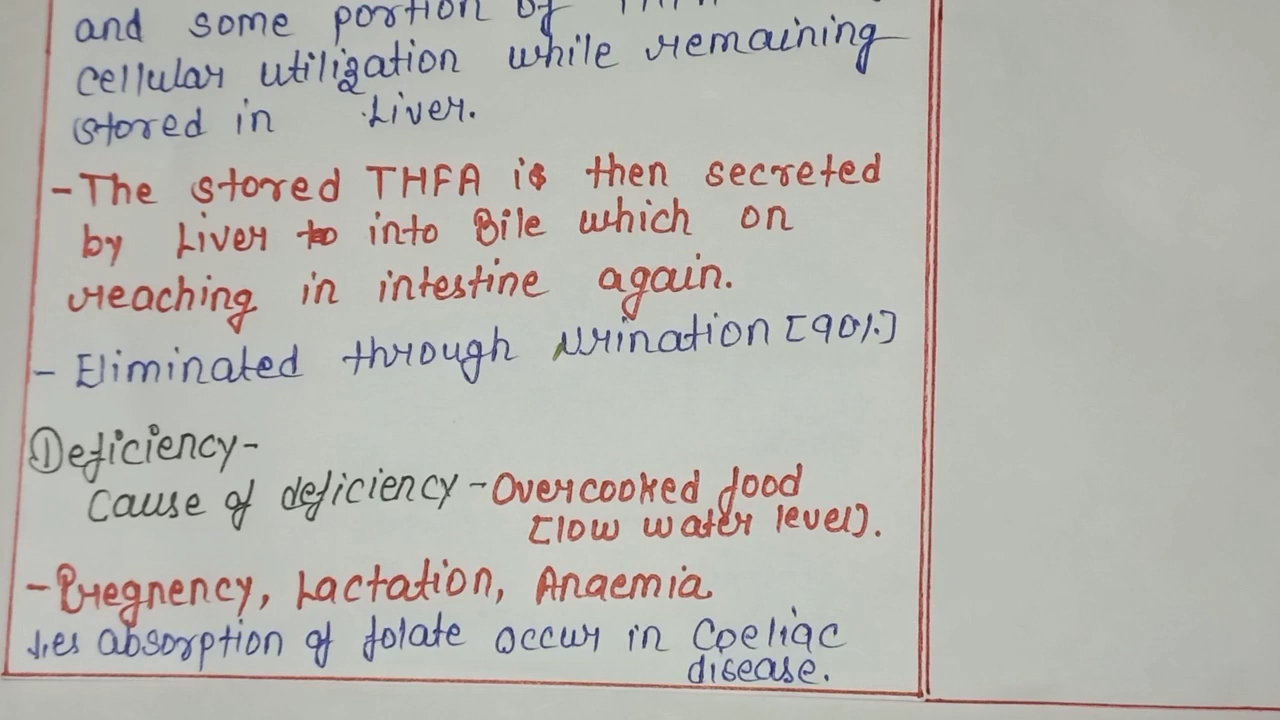 and some portion of
cellular utilization while remaining
stored in Liver.
-The stored THFA is then secreted
by Liver to into Bile which on
reaching in intestine again.
- Eliminated through urination [90%]
Deficiency-
Cause of deficiency - Overcooked food
[low water level].
-Pregnency, Lactation, Anaemia.
↓es absorption of folate occur in Coeliac
disease.